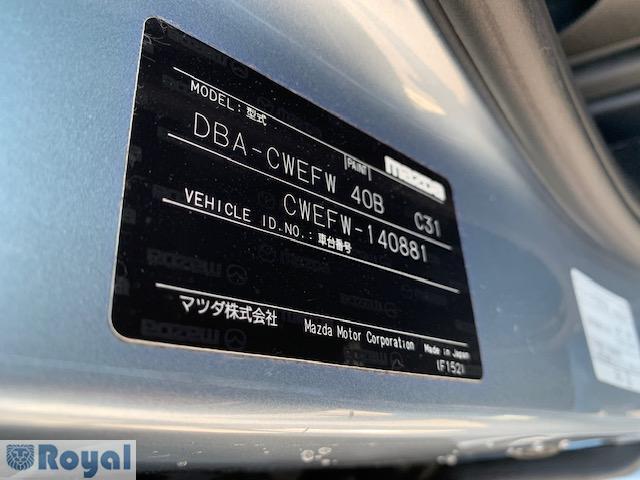 MODEL: 型式
PAINT
mazda
DBA-CWEFW 40B C31
CWEFW-140881
VEHICLE ID.NO.: 車台番号
マツダ株式会社 Mazda Motor Corporation Made in Japan
(F152)
Royal